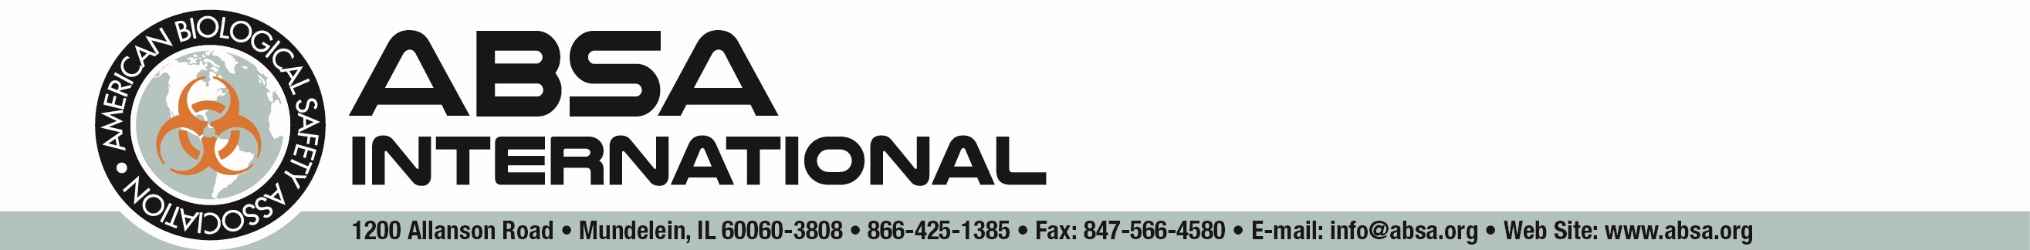 AMERICAN BIOLOGICAL SAFETY ASSOCIATION •
ABSA
INTERNATIONAL
1200 Allanson Road • Mundelein, IL 60060-3808 • 866-425-1385 • Fax: 847-566-4580 • E-mail: info@absa.org • Web Site: www.absa.org